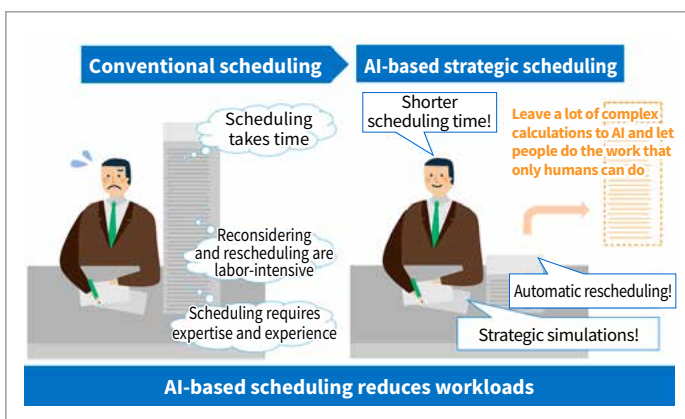 Conventional scheduling
AI-based strategic scheduling
Scheduling
takes time
Reconsidering
and rescheduling are
labor-intensive
Scheduling requires
expertise and experience
Shorter
scheduling time!
Leave a lot of complex
calculations to AI and let
people do the work that
only humans can do
Automatic rescheduling!
Strategic simulations!
AI-based scheduling reduces workloads